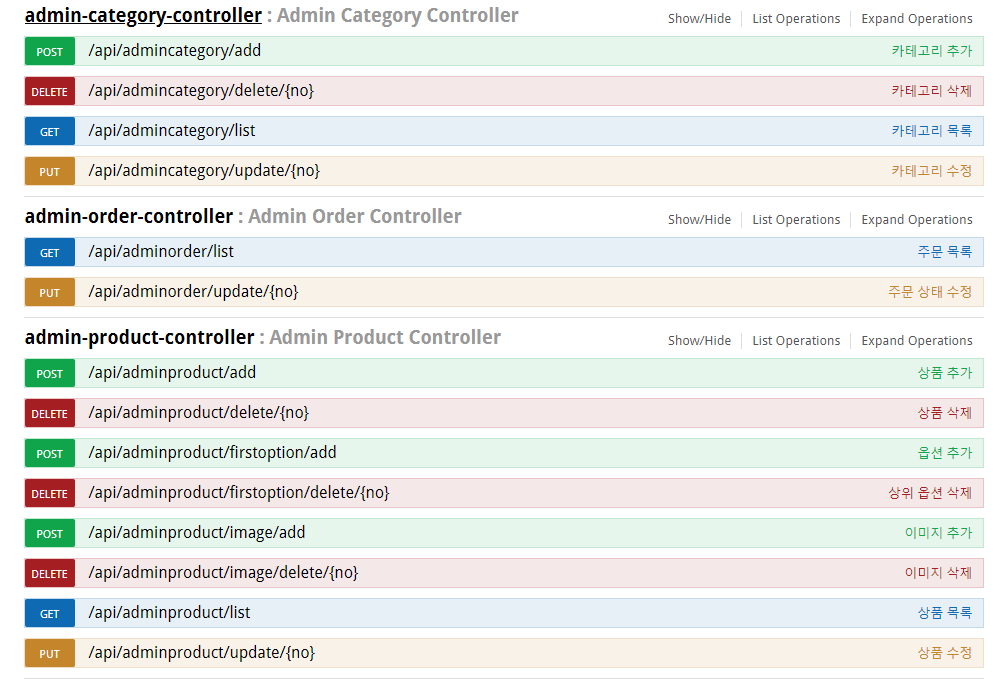 admin-category-controller : Admin Category Controller Show/Hide List Operations Expand Operations
POST /api/admincategory/add 카테고리 추가
DELETE /api/admincategory/delete/{no} 카테고리 삭제
GET /api/admincategory/list 카테고리 목록
PUT /api/admincategory/update/{no} 카테고리 수정
admin-order-controller : Admin Order Controller Show/Hide List Operations Expand Operations
GET /api/adminorder/list 주문 목록
PUT /api/adminorder/update/{no} 주문 상태 수정
admin-product-controller : Admin Product Controller Show/Hide List Operations Expand Operations
POST /api/adminproduct/add 상품 추가
DELETE /api/adminproduct/delete/{no} 상품 삭제
POST /api/adminproduct/firstoption/add 옵션 추가
DELETE /api/adminproduct/firstoption/delete/{no} 상위 옵션 삭제
POST /api/adminproduct/image/add 이미지 추가
DELETE /api/adminproduct/image/delete/{no} 이미지 삭제
GET /api/adminproduct/list 상품 목록
PUT /api/adminproduct/update/{no} 상품 수정